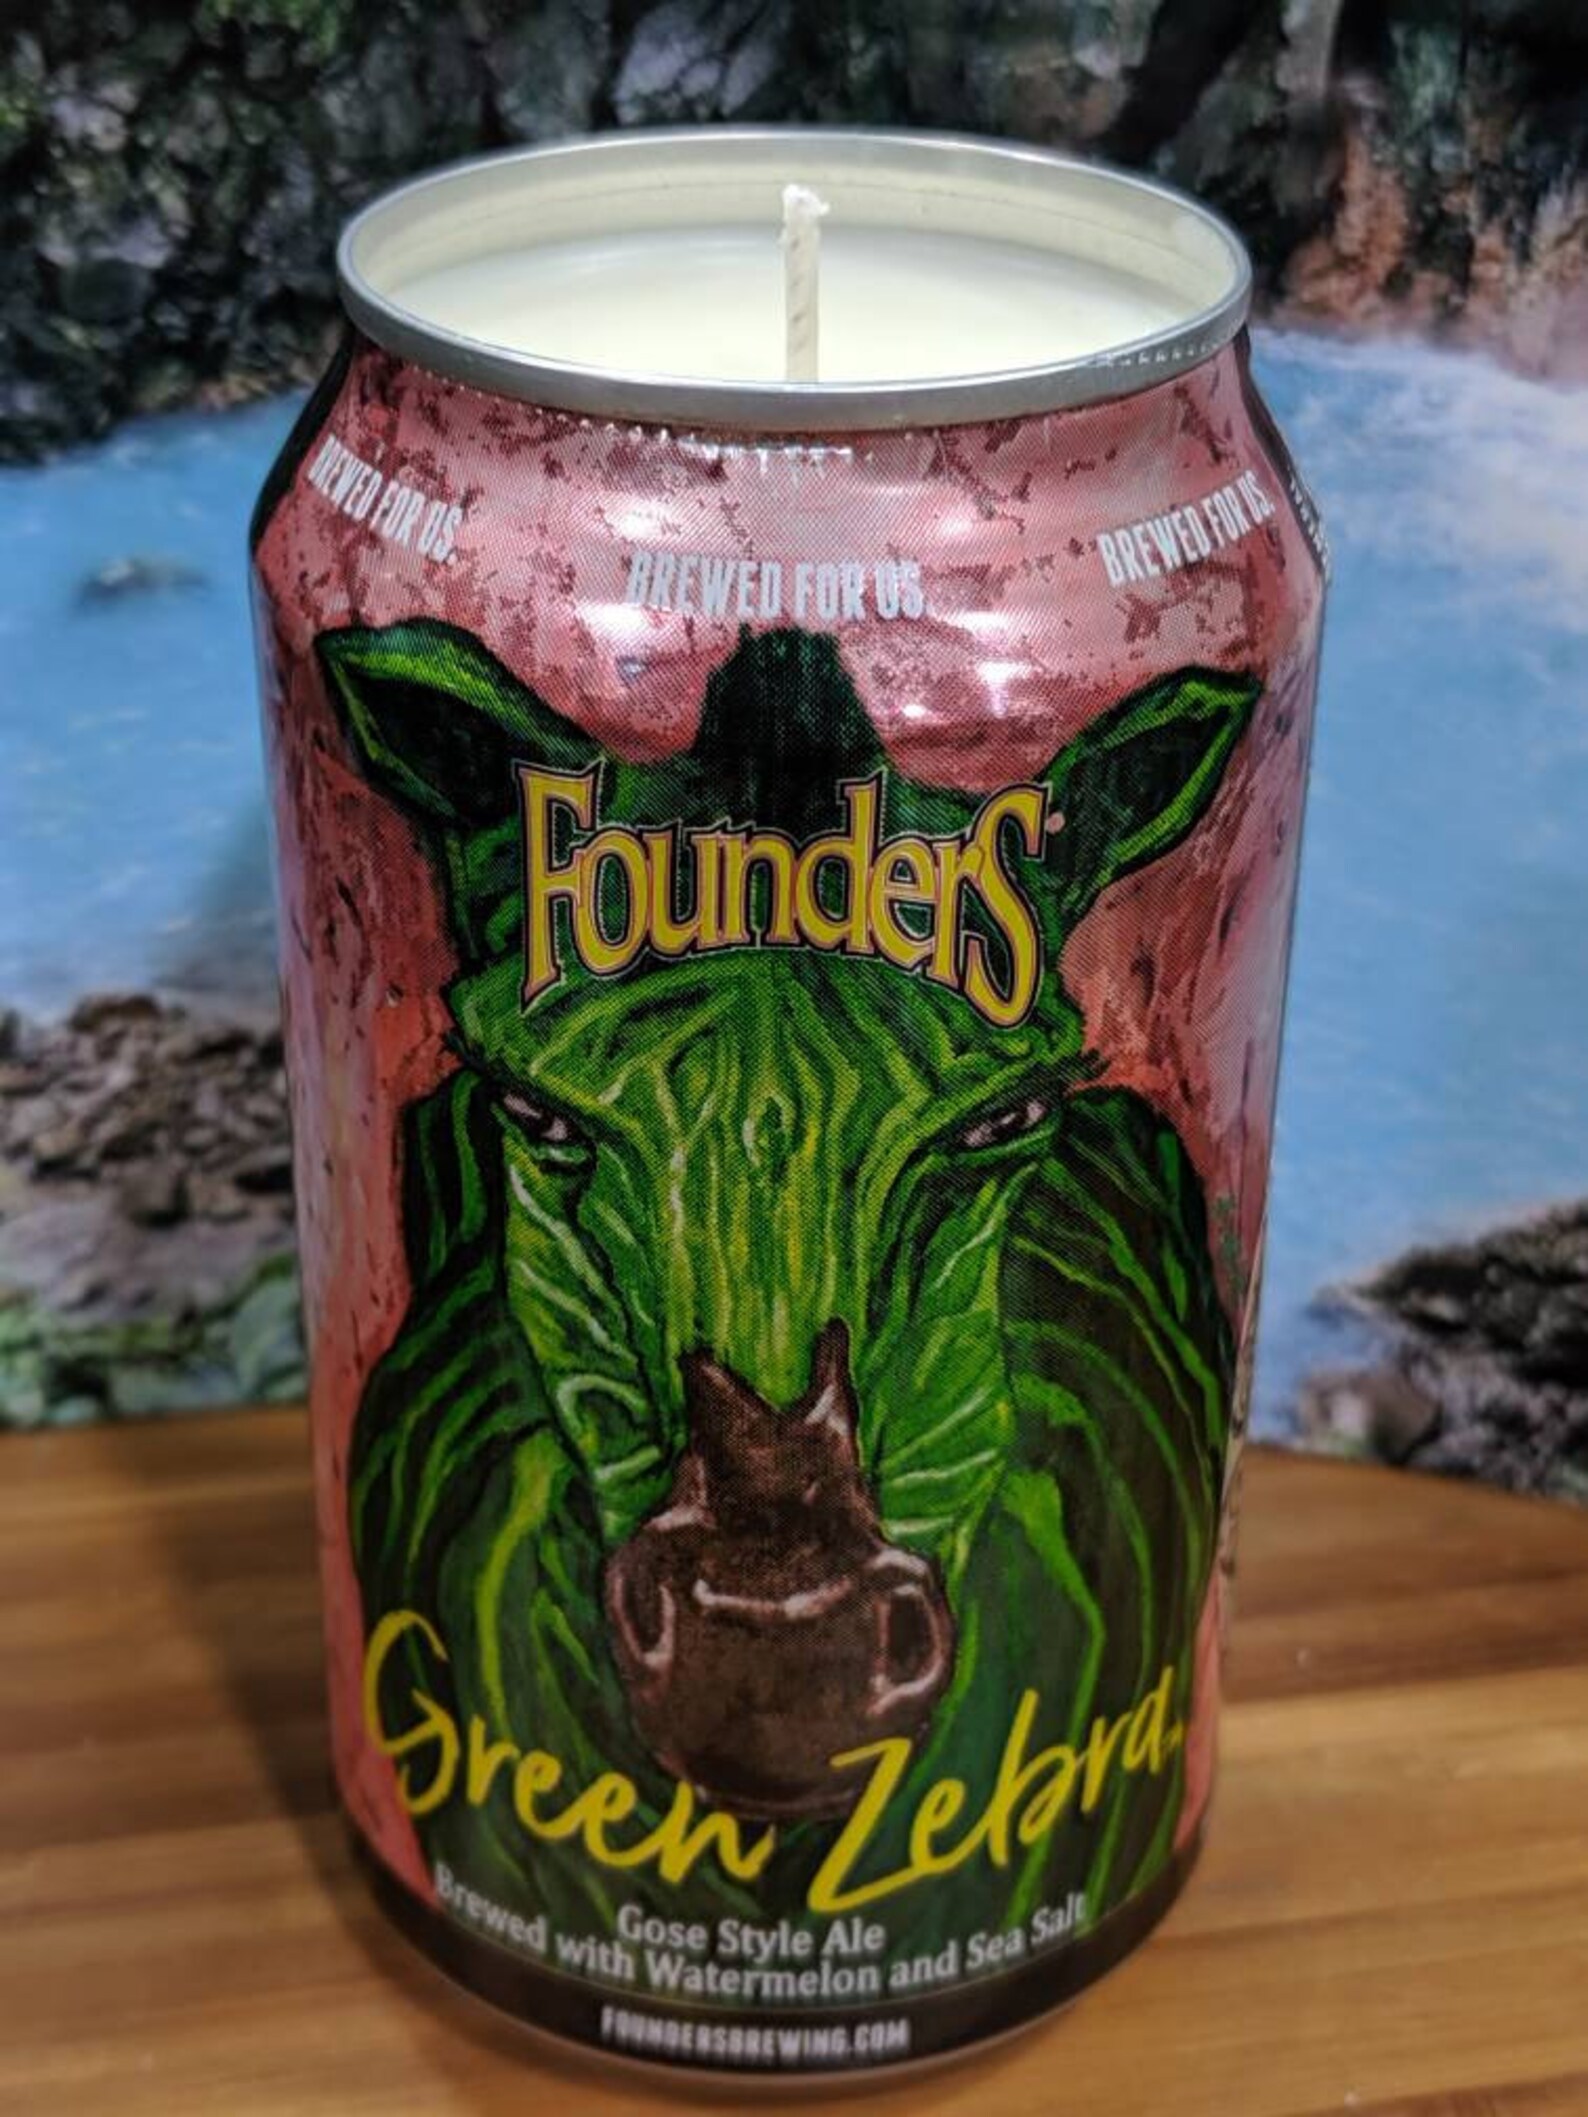 BREWED FOR US.
BREWED FOR US.
BREWED FOR US.
Founders
Green Zebra™
Gose Style Ale
Brewed with Watermelon and Sea Salt
FOUNDERSBREWING.COM